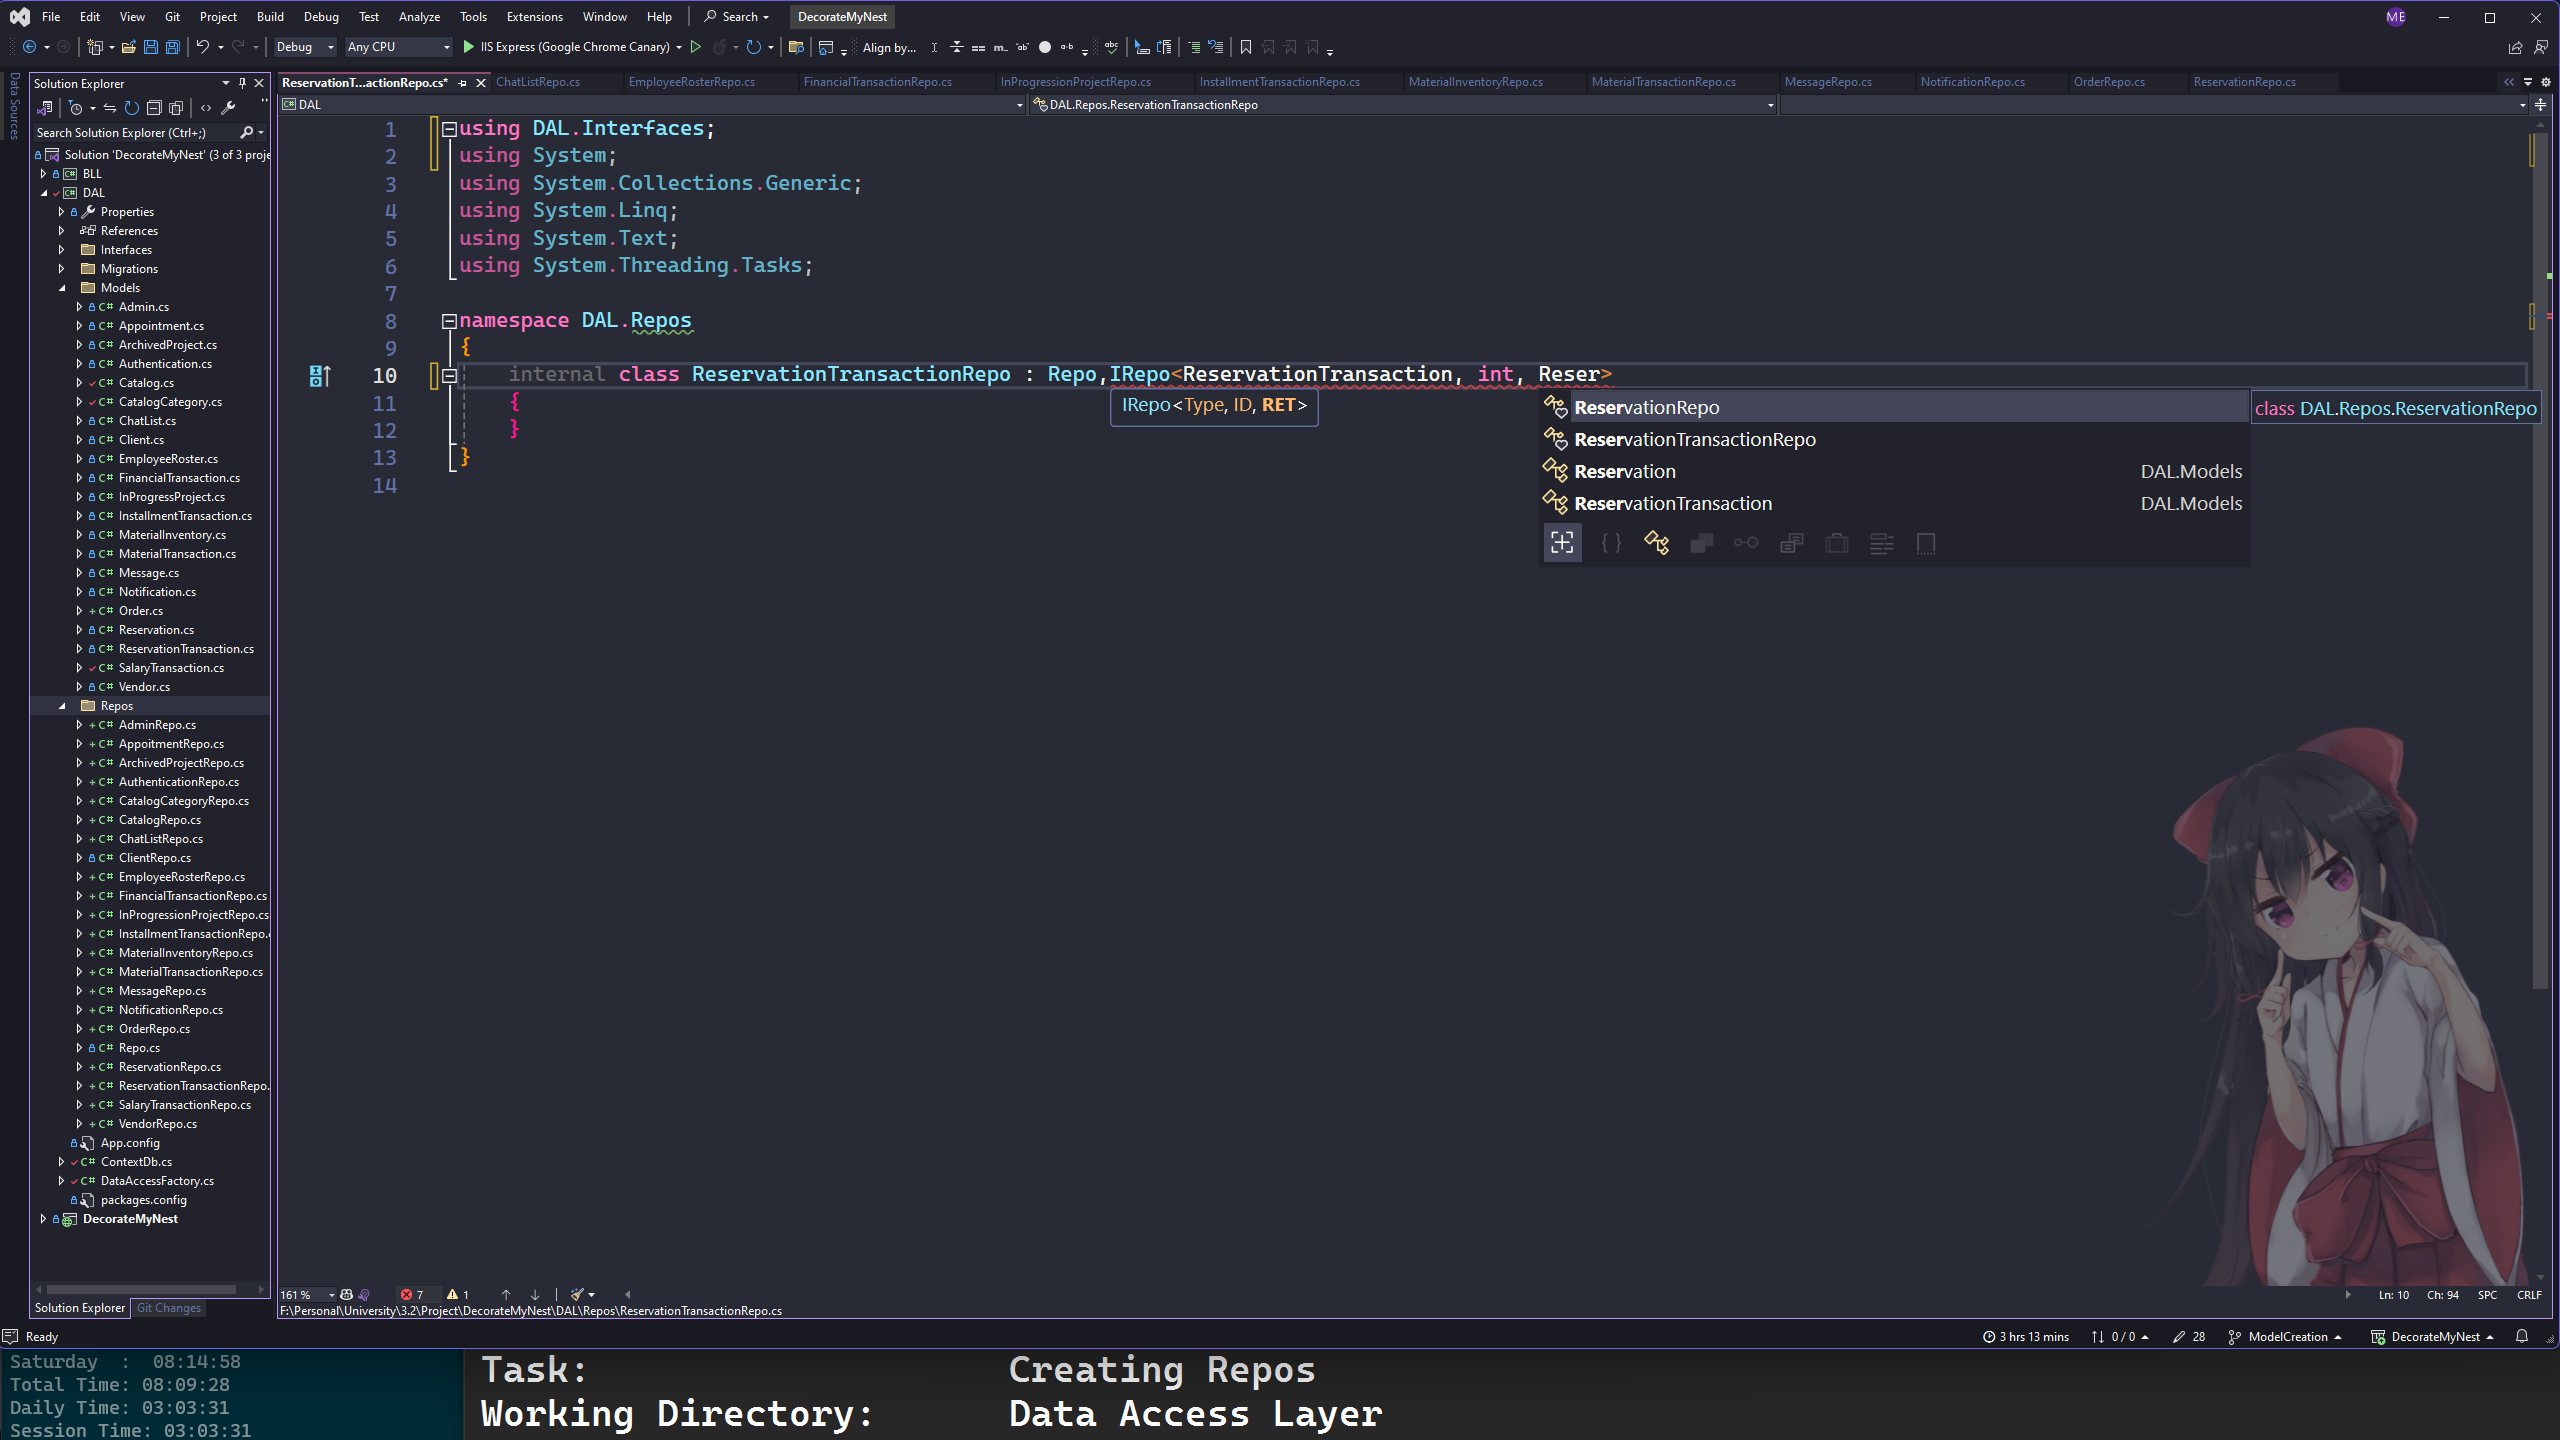 File Edit View Git Project Build Debug Test Analyze Tools Extensions Window Help Search DecorateMyNest ME
Debug Any CPU IIS Express (Google Chrome Canary) Align by...
Data Sources
Solution Explorer
Search Solution Explorer (Ctrl+;)
Solution 'DecorateMyNest' (3 of 3 proje
BLL
DAL
Properties
References
Interfaces
Migrations
Models
Admin.cs
Appointment.cs
ArchivedProject.cs
Authentication.cs
Catalog.cs
CatalogCategory.cs
ChatList.cs
Client.cs
EmployeeRoster.cs
FinancialTransaction.cs
InProgressProject.cs
InstallmentTransaction.cs
MaterialInventory.cs
MaterialTransaction.cs
Message.cs
Notification.cs
Order.cs
Reservation.cs
ReservationTransaction.cs
SalaryTransaction.cs
Vendor.cs
Repos
AdminRepo.cs
AppoitmentRepo.cs
ArchivedProjectRepo.cs
AuthenticationRepo.cs
CatalogCategoryRepo.cs
CatalogRepo.cs
ChatListRepo.cs
ClientRepo.cs
EmployeeRosterRepo.cs
FinancialTransactionRepo.cs
InProgressionProjectRepo.cs
InstallmentTransactionRepo.
MaterialInventoryRepo.cs
MaterialTransactionRepo.cs
MessageRepo.cs
NotificationRepo.cs
OrderRepo.cs
Repo.cs
ReservationRepo.cs
ReservationTransactionRepo.
SalaryTransactionRepo.cs
VendorRepo.cs
App.config
ContextDb.cs
DataAccessFactory.cs
packages.config
DecorateMyNest
Solution Explorer Git Changes
ReservationT...actionRepo.cs* ChatListRepo.cs EmployeeRosterRepo.cs FinancialTransactionRepo.cs InProgressionProjectRepo.cs InstallmentTransactionRepo.cs MaterialInventoryRepo.cs MaterialTransactionRepo.cs MessageRepo.cs NotificationRepo.cs OrderRepo.cs ReservationRepo.cs
DAL DAL.Repos.ReservationTransactionRepo
1 using DAL.Interfaces;
2 using System;
3 using System.Collections.Generic;
4 using System.Linq;
5 using System.Text;
6 using System.Threading.Tasks;
7
8 namespace DAL.Repos
9 {
10 internal class ReservationTransactionRepo : Repo,IRepo<ReservationTransaction, int, Reser>
11 {
12 }
13 }
14
IRepo<Type, ID, RET>
ReservationRepo
ReservationTransactionRepo
Reservation DAL.Models
ReservationTransaction DAL.Models
class DAL.Repos.ReservationRepo
161 % 7 1 Ln: 10 Ch: 94 SPC CRLF
F:\Personal\University\3.2\Project\DecorateMyNest\DAL\Repos\ReservationTransactionRepo.cs
Ready 3 hrs 13 mins 0 / 0 28 ModelCreation DecorateMyNest
Saturday : 08:14:58
Total Time: 08:09:28
Daily Time: 03:03:31
Session Time: 03:03:31
Task: Creating Repos
Working Directory: Data Access Layer